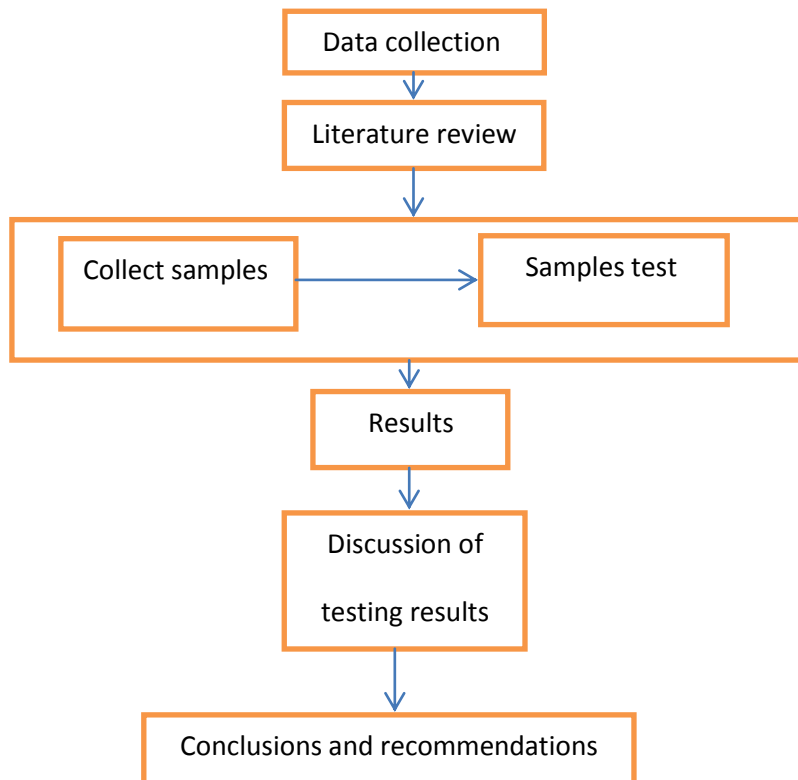 Data collection
Literature review
Collect samples
Samples test
Results
Discussion of
testing results
Conclusions and recommendations